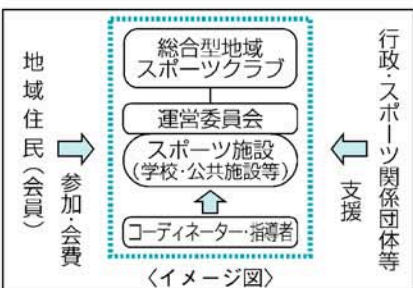 総合型地域
スポーツクラブ
運営委員会
スポーツ施設
(学校・公共施設等)
コーディネーター・指導者
地域住民(会員)
参加・会費
行政・スポーツ関係団体等
支援
〈イメージ図〉